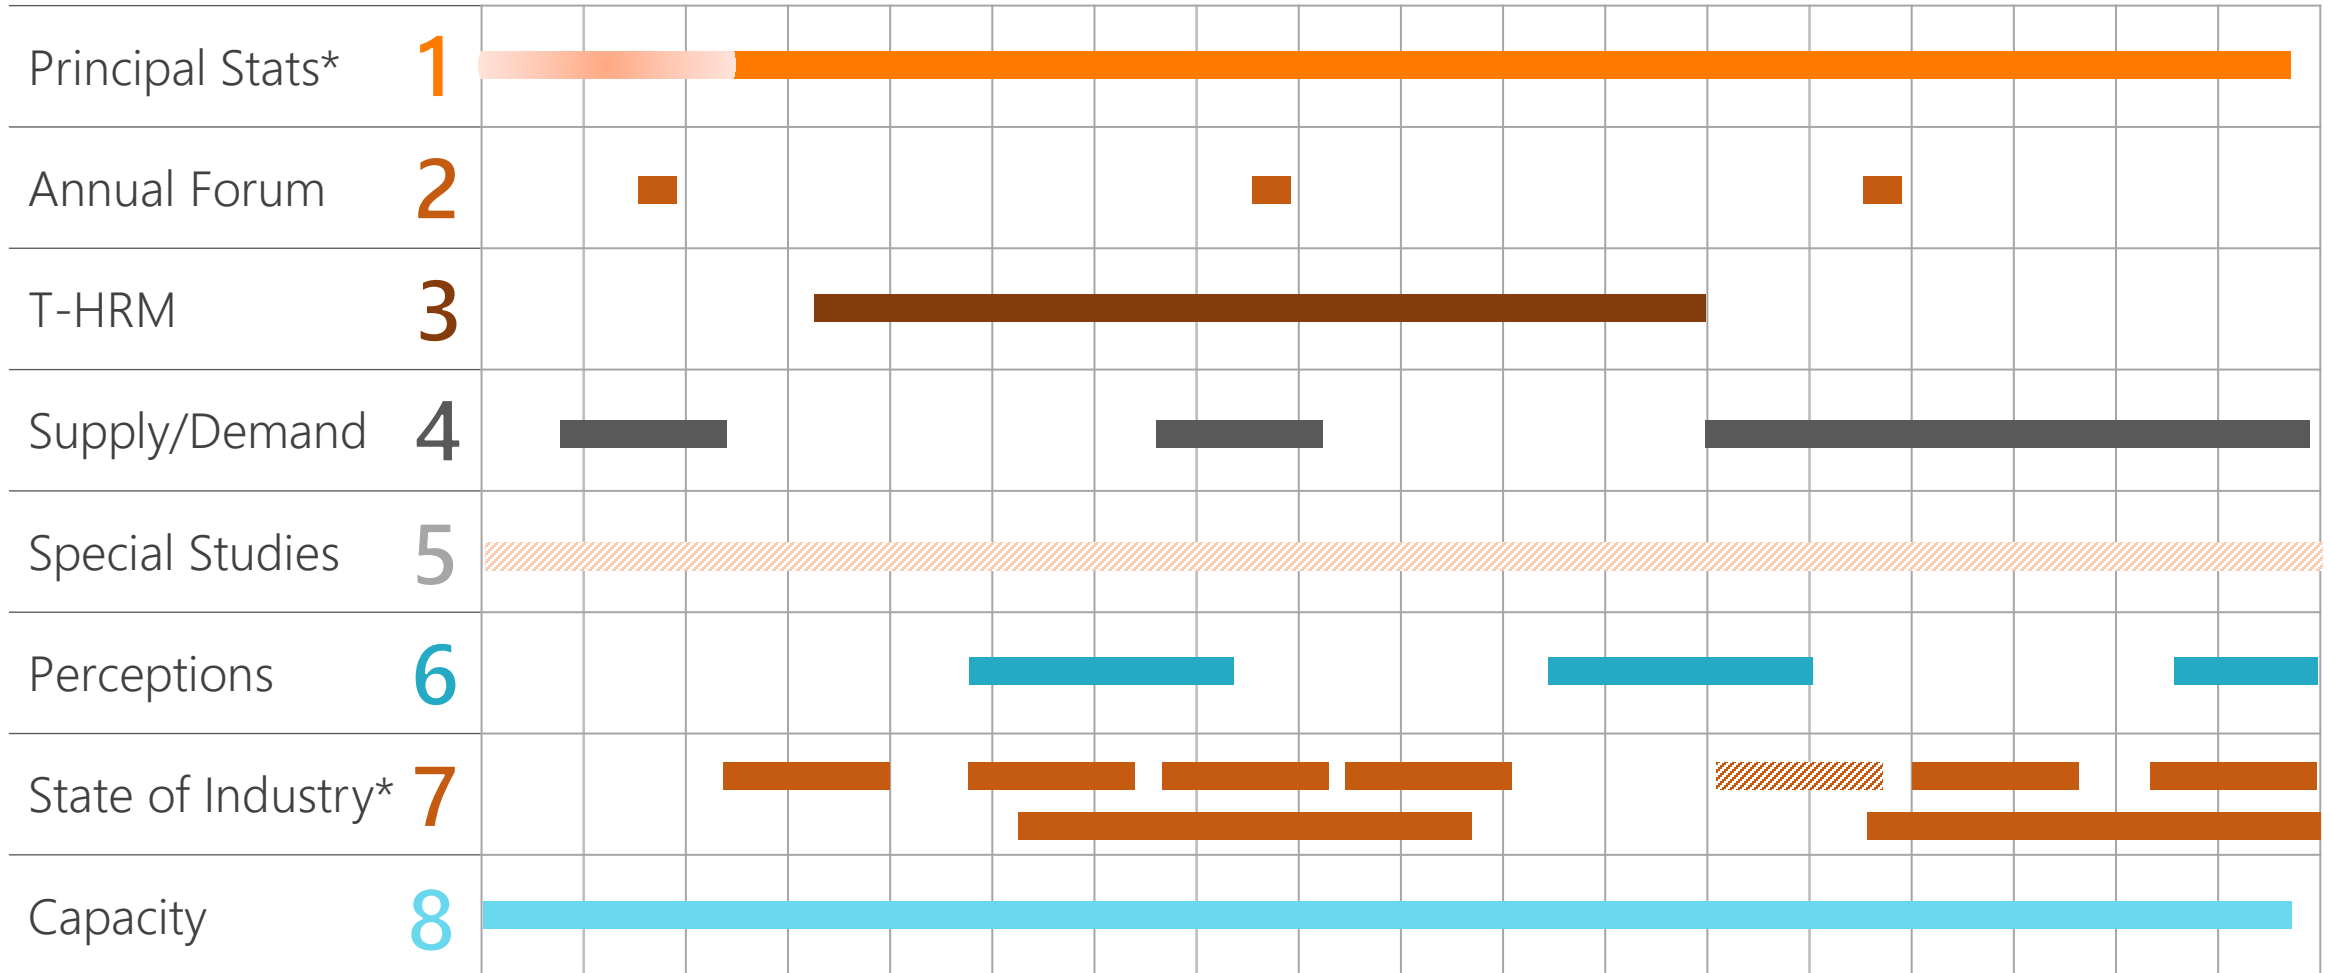 Principal Stats* 1
Annual Forum 2
T-HRM 3
Supply/Demand 4
Special Studies 5
Perceptions 6
State of Industry* 7
Capacity 8